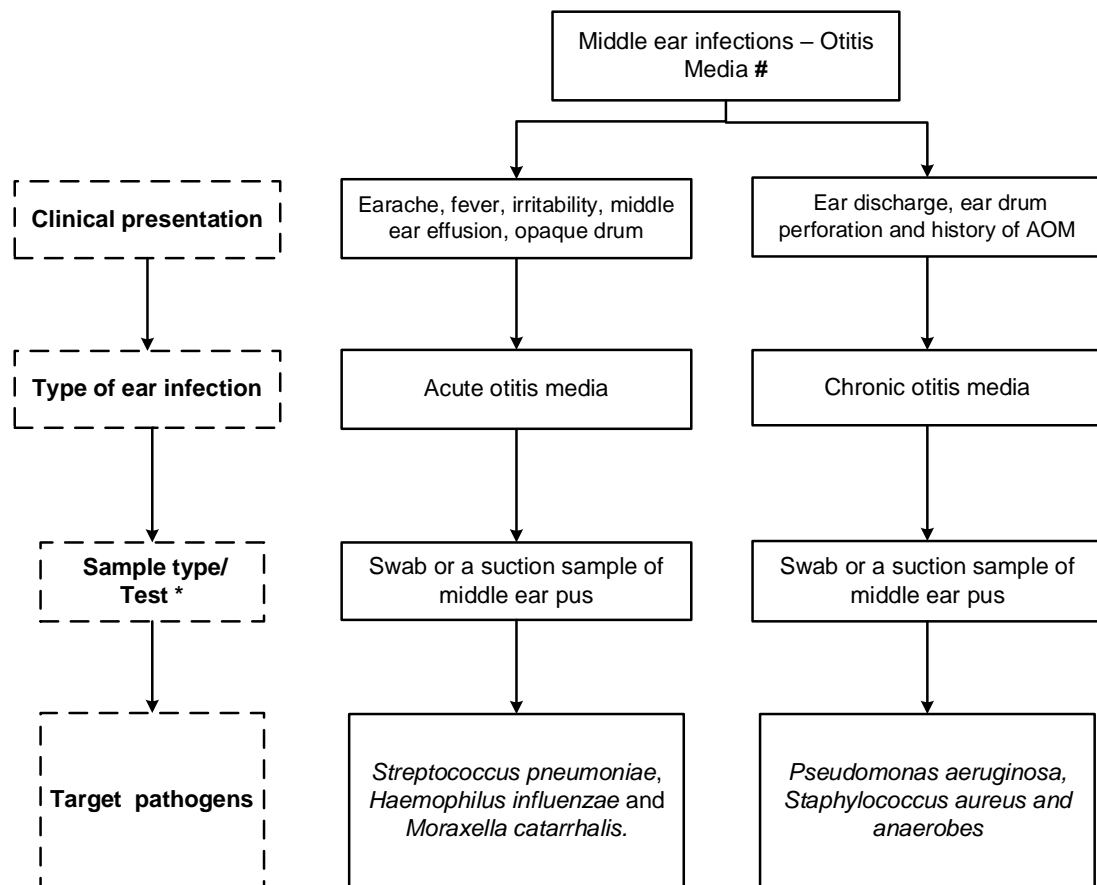 Middle ear infections – Otitis
Media #
Clinical presentation
Earache, fever, irritability, middle
ear effusion, opaque drum
Ear discharge, ear drum
perforation and history of AOM
Type of ear infection
Acute otitis media
Chronic otitis media
Sample type/
Test *
Swab or a suction sample of
middle ear pus
Swab or a suction sample of
middle ear pus
Target pathogens
Streptococcus pneumoniae,
Haemophilus influenzae and
Moraxella catarrhalis.
Pseudomonas aeruginosa,
Staphylococcus aureus and
anaerobes